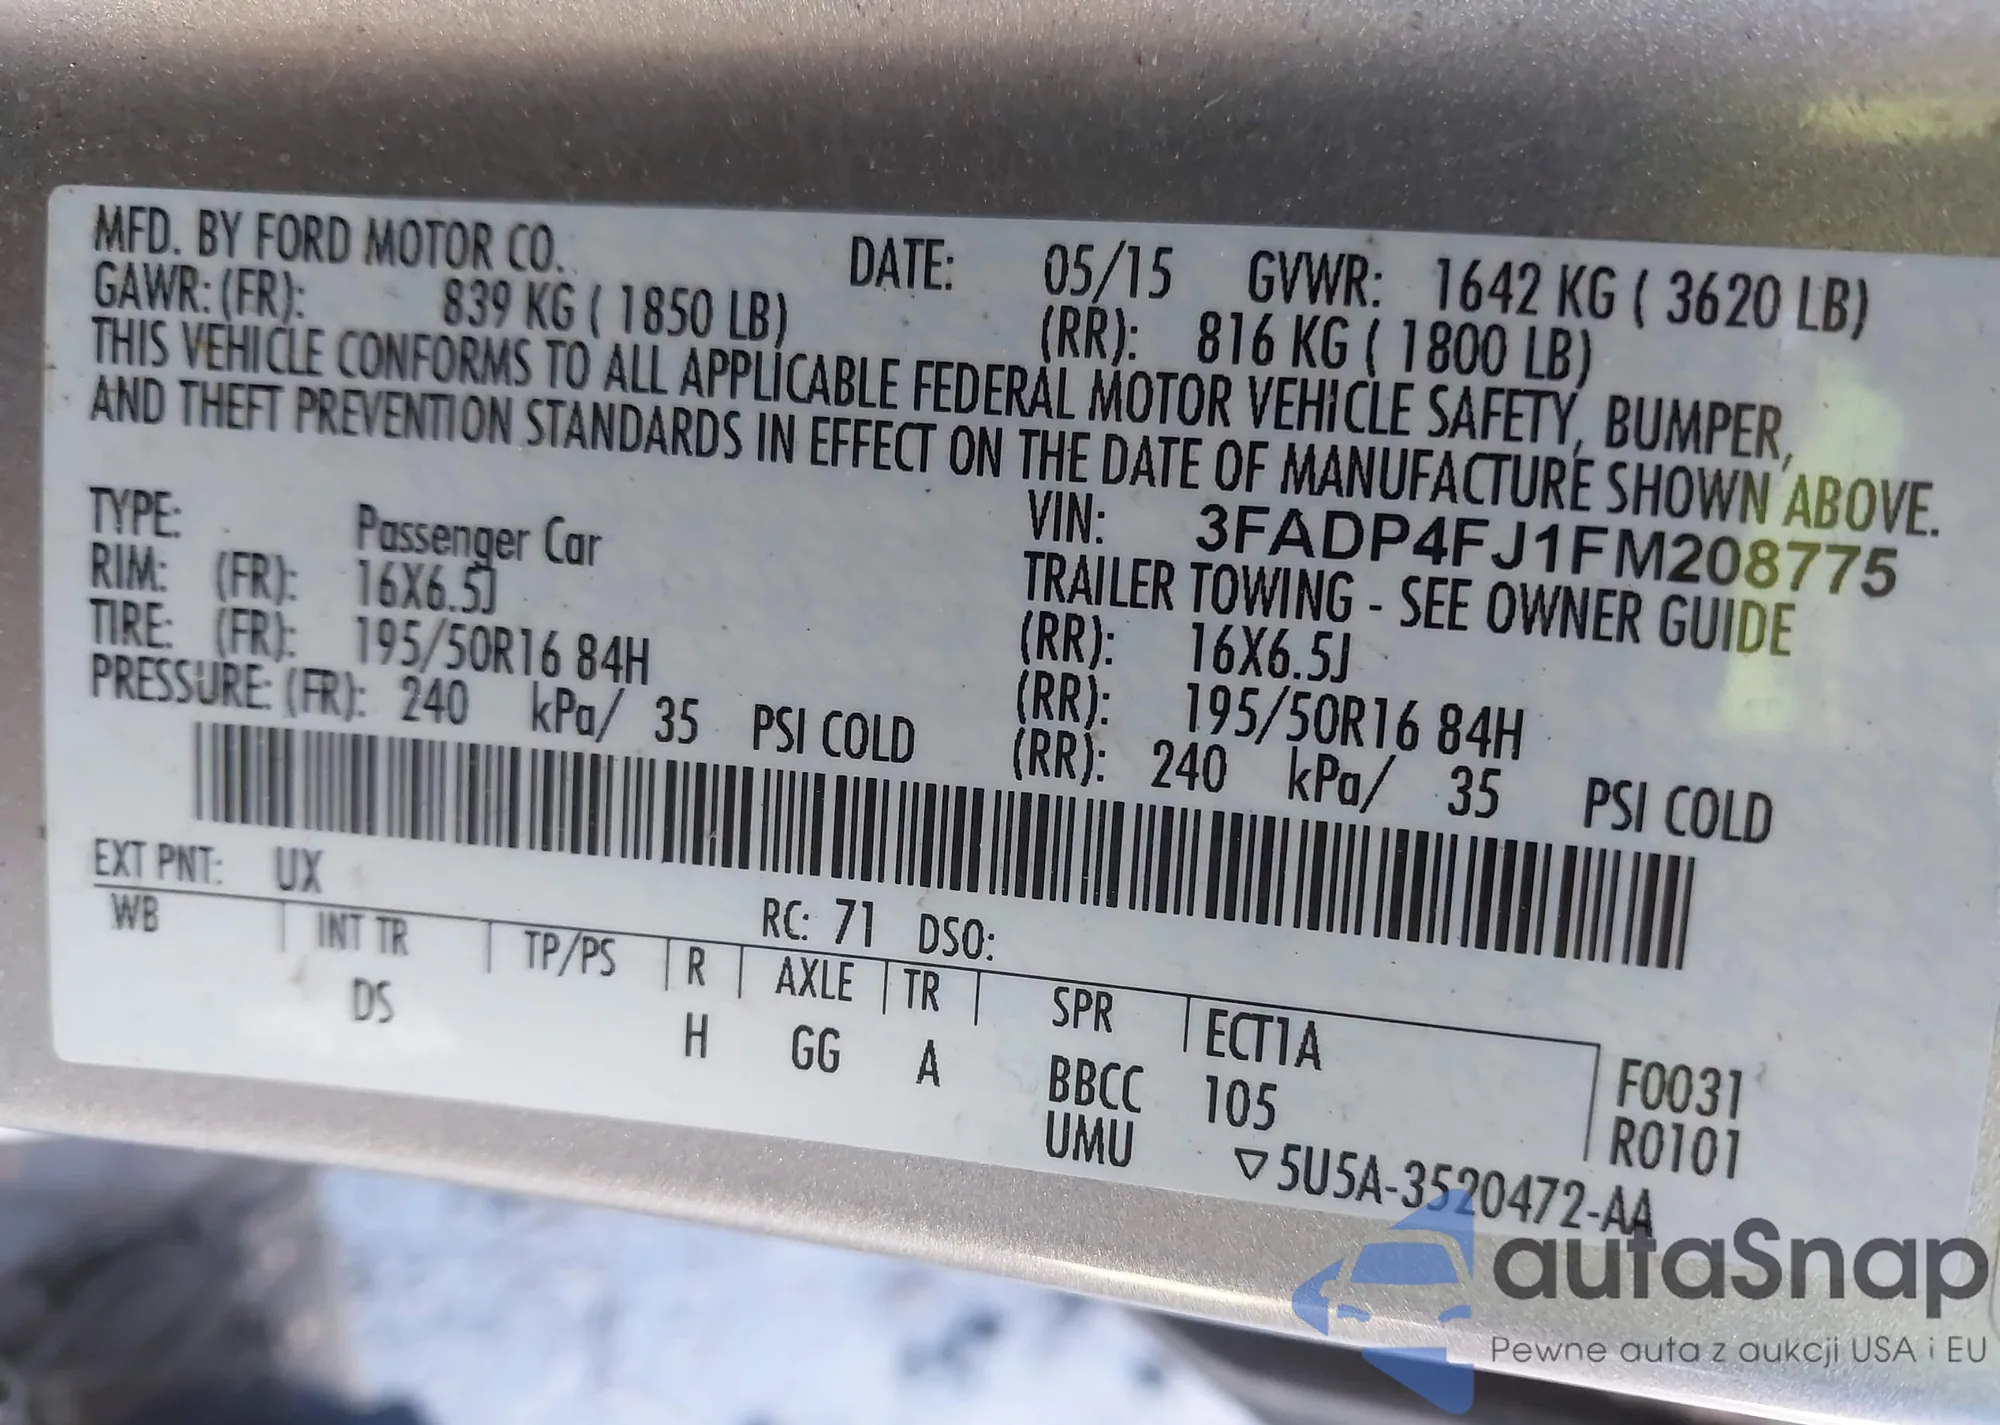 MFD. BY FORD MOTOR CO. DATE: 05/15 GVWR: 1642 KG ( 3620 LB)
GAWR: (FR): 839 KG ( 1850 LB) (RR): 816 KG ( 1800 LB)
THIS VEHICLE CONFORMS TO ALL APPLICABLE FEDERAL MOTOR VEHICLE SAFETY, BUMPER,
AND THEFT PREVENTION STANDARDS IN EFFECT ON THE DATE OF MANUFACTURE SHOWN ABOVE.
VIN: 3FADP4FJ1FM208775
TYPE: Passenger Car TRAILER TOWING - SEE OWNER GUIDE
RIM: (FR): 16X6.5J (RR): 16X6.5J
TIRE: (FR): 195/50R16 84H (RR): 195/50R16 84H
PRESSURE: (FR): 240 kPa/ 35 PSI COLD (RR): 240 kPa/ 35 PSI COLD
EXT PNT: UX RC: 71 DSO:
WB INT TR TP/PS R AXLE TR SPR ECT1A F0031
DS H GG A BBCC 105 R0101
UMU ▽5U5A-3520472-AA
autaSnap
Pewne auta z aukcji USA i EU